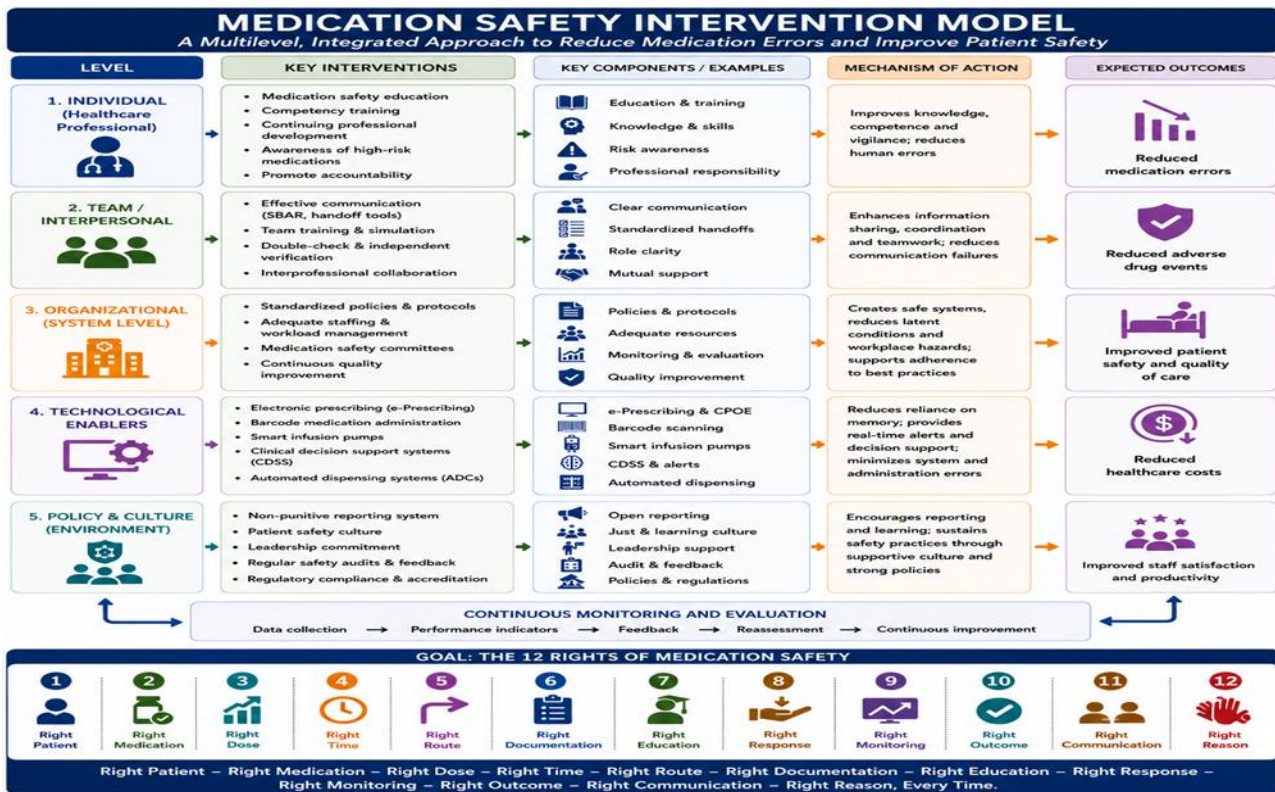 MEDICATION SAFETY INTERVENTION MODEL
A Multilevel, Integrated Approach to Reduce Medication Errors and Improve Patient Safety
LEVEL
KEY INTERVENTIONS
KEY COMPONENTS / EXAMPLES
MECHANISM OF ACTION
EXPECTED OUTCOMES
1. INDIVIDUAL
(Healthcare
Professional)
• Medication safety education
• Competency training
• Continuing professional
development
• Awareness of high-risk
medications
• Promote accountability
Education & training
Knowledge & skills
Risk awareness
Professional responsibility
Improves knowledge,
competence and
vigilance; reduces
human errors
Reduced
medication errors
2. TEAM /
INTERPERSONAL
• Effective communication
(SBAR, handoff tools)
• Team training & simulation
• Double-check & independent
verification
• Interprofessional collaboration
Clear communication
Standardized handoffs
Role clarity
Mutual support
Enhances information
sharing, coordination
and teamwork; reduces
communication failures
Reduced adverse
drug events
3. ORGANIZATIONAL
(SYSTEM LEVEL)
• Standardized policies & protocols
• Adequate staffing &
workload management
• Medication safety committees
• Continuous quality
improvement
Policies & protocols
Adequate resources
Monitoring & evaluation
Quality improvement
Creates safe systems,
reduces latent
conditions and
workplace hazards;
supports adherence
to best practices
Improved patient
safety and quality
of care
4. TECHNOLOGICAL
ENABLERS
• Electronic prescribing (e-Prescribing)
• Barcode medication administration
• Smart infusion pumps
• Clinical decision support systems
(CDSS)
• Automated dispensing systems (ADCs)
e-Prescribing & CPOE
Barcode scanning
Smart infusion pumps
CDSS & alerts
Automated dispensing
Reduces reliance on
memory; provides
real-time alerts and
decision support;
minimizes system and
administration errors
$
Reduced
healthcare costs
5. POLICY & CULTURE
(ENVIRONMENT)
• Non-punitive reporting system
• Patient safety culture
• Leadership commitment
• Regular safety audits & feedback
• Regulatory compliance & accreditation
Open reporting
Just & learning culture
Leadership support
Audit & feedback
Policies & regulations
Encourages reporting
and learning; sustains
safety practices through
supportive culture and
strong policies
Improved staff satisfaction
and productivity
CONTINUOUS MONITORING AND EVALUATION
Data collection → Performance indicators → Feedback → Reassessment → Continuous improvement
GOAL: THE 12 RIGHTS OF MEDICATION SAFETY
1 2 3 4 5 6 7 8 9 10 11 12
Right Right Right Right Right Right Right Right Right Right Right Right
Patient Medication Dose Time Route Documentation Education Response Monitoring Outcome Communication Reason
Right Patient – Right Medication – Right Dose – Right Time – Right Route – Right Documentation – Right Education – Right Response –
Right Monitoring – Right Outcome – Right Communication – Right Reason, Every Time.